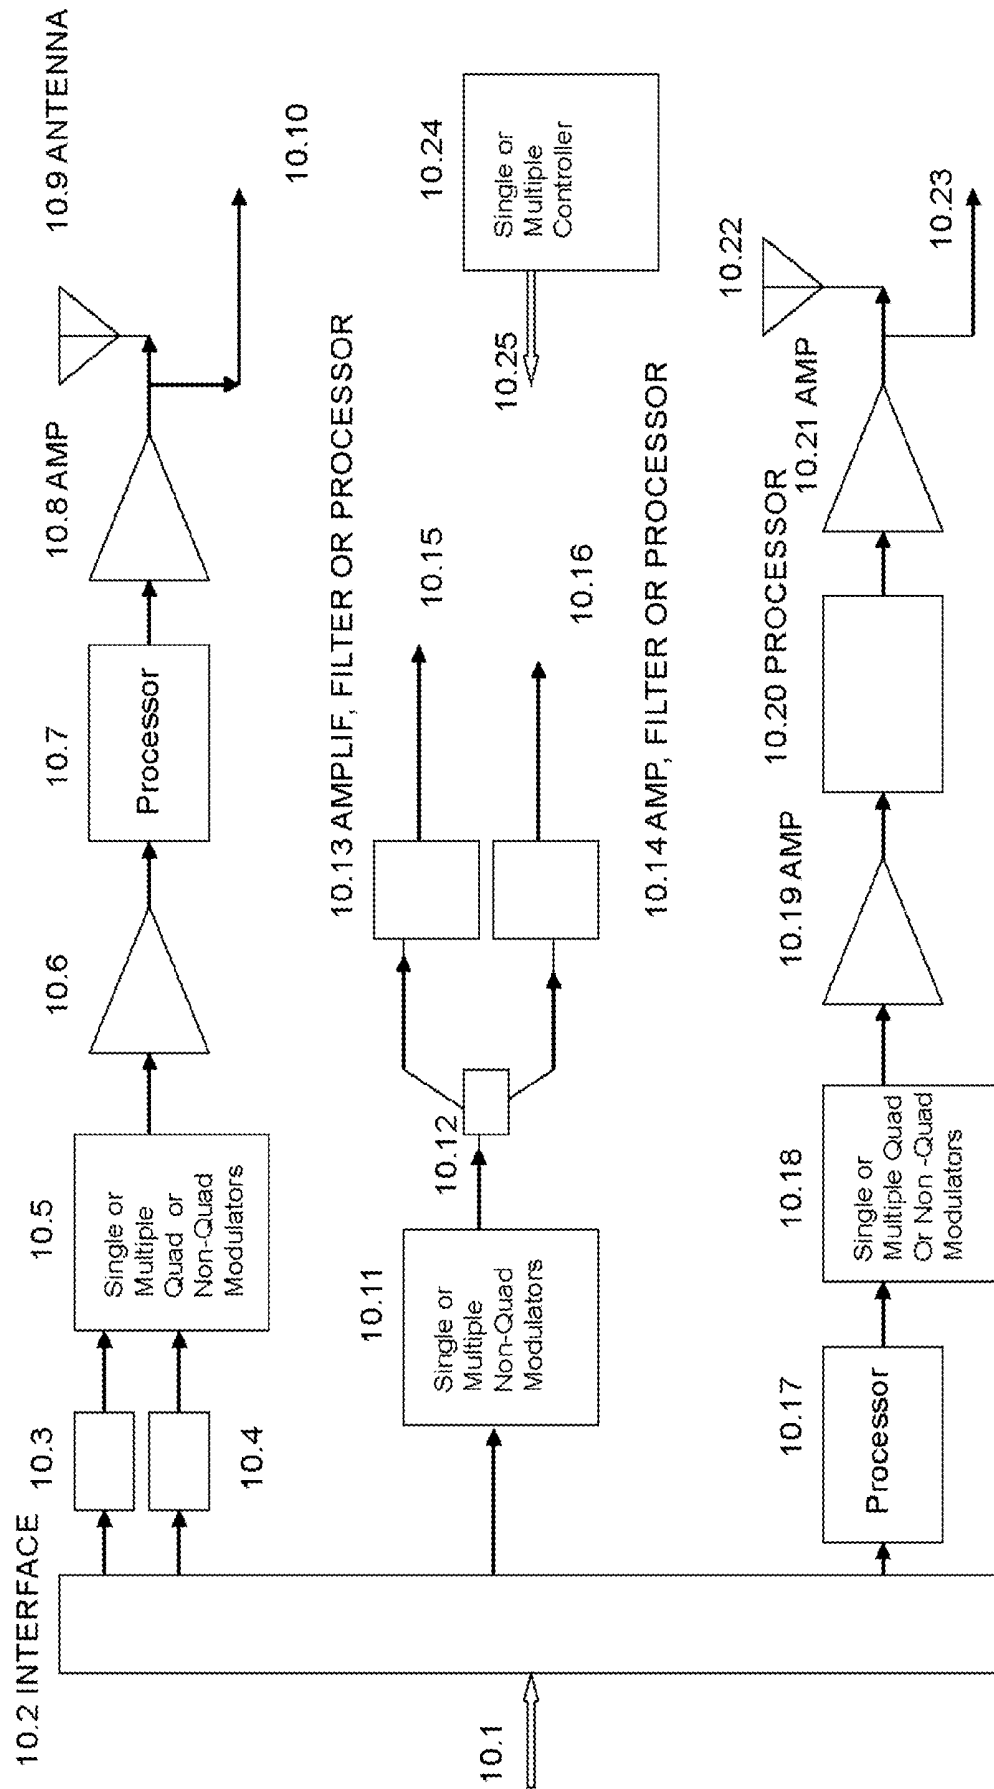 10.2 INTERFACE
10.3
10.5
10.6
10.7
10.8 AMP
10.9 ANTENNA
Single or
Multiple
Quad or
Non-Quad
Modulators
Processor
10.4
10.10
10.1
10.11
Single or
Multiple
Non-Quad
Modulators
10.12
10.13 AMPLIF, FILTER OR PROCESSOR
10.15
10.16
10.14 AMP, FILTER OR PROCESSOR
10.24
Single or
Multiple
Controller
10.25
10.17
Processor
10.18
Single or
Multiple Quad
Or Non -Quad
Modulators
10.19 AMP
10.20 PROCESSOR
10.21 AMP
10.22
10.23